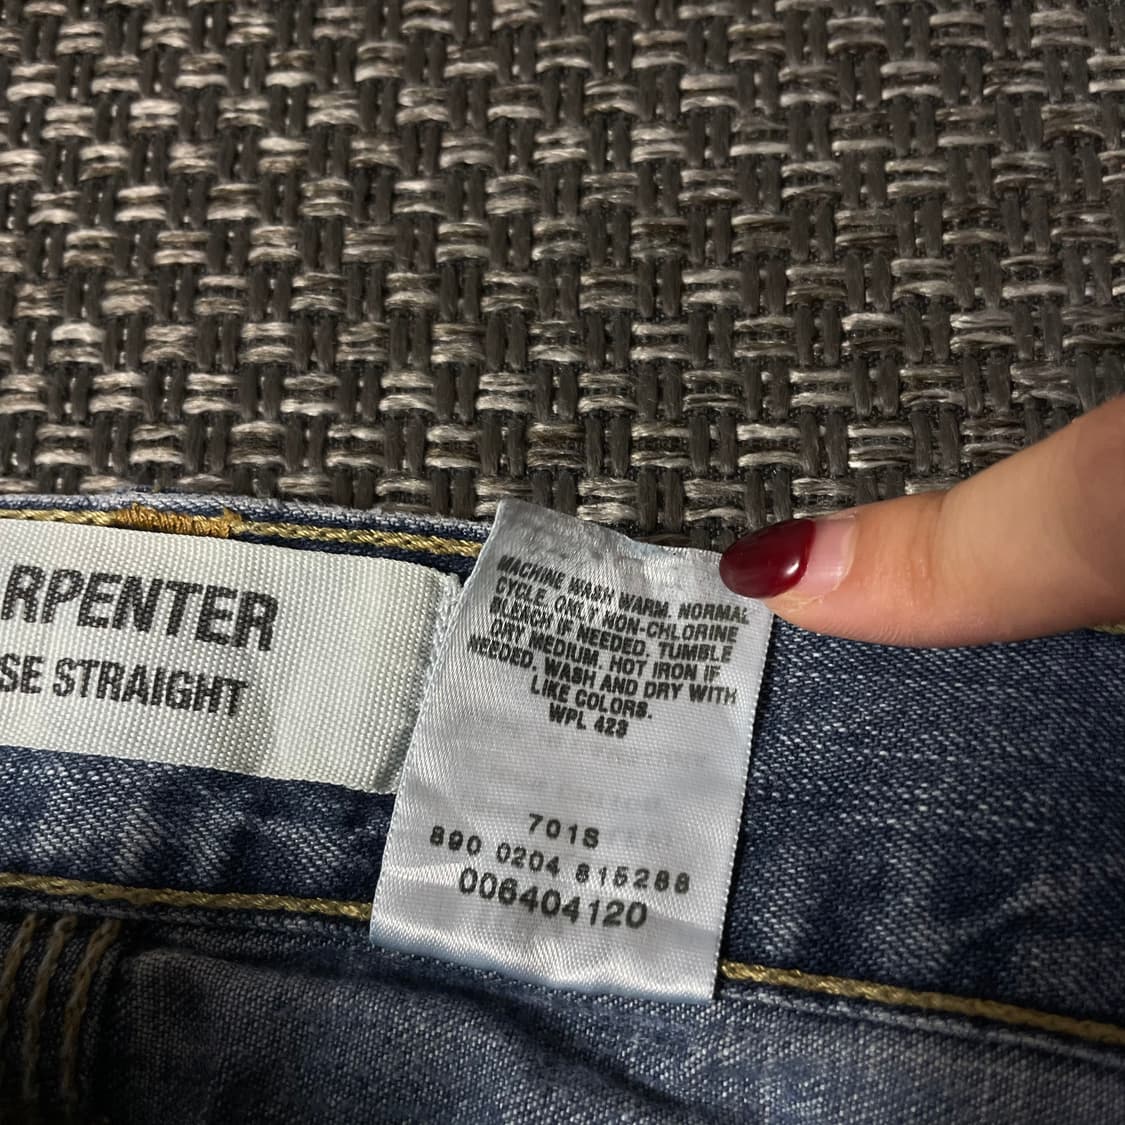 RPENTER
SE STRAIGHT
MACHINE WASH WARM. NORMAL
CYCLE. ONLY NON-CHLORINE
BLEACH IF NEEDED. TUMBLE
DRY MEDIUM. HOT IRON IF
NEEDED. WASH AND DRY WITH
LIKE COLORS.
WPL 423
701S
890 0204 815288
006404120